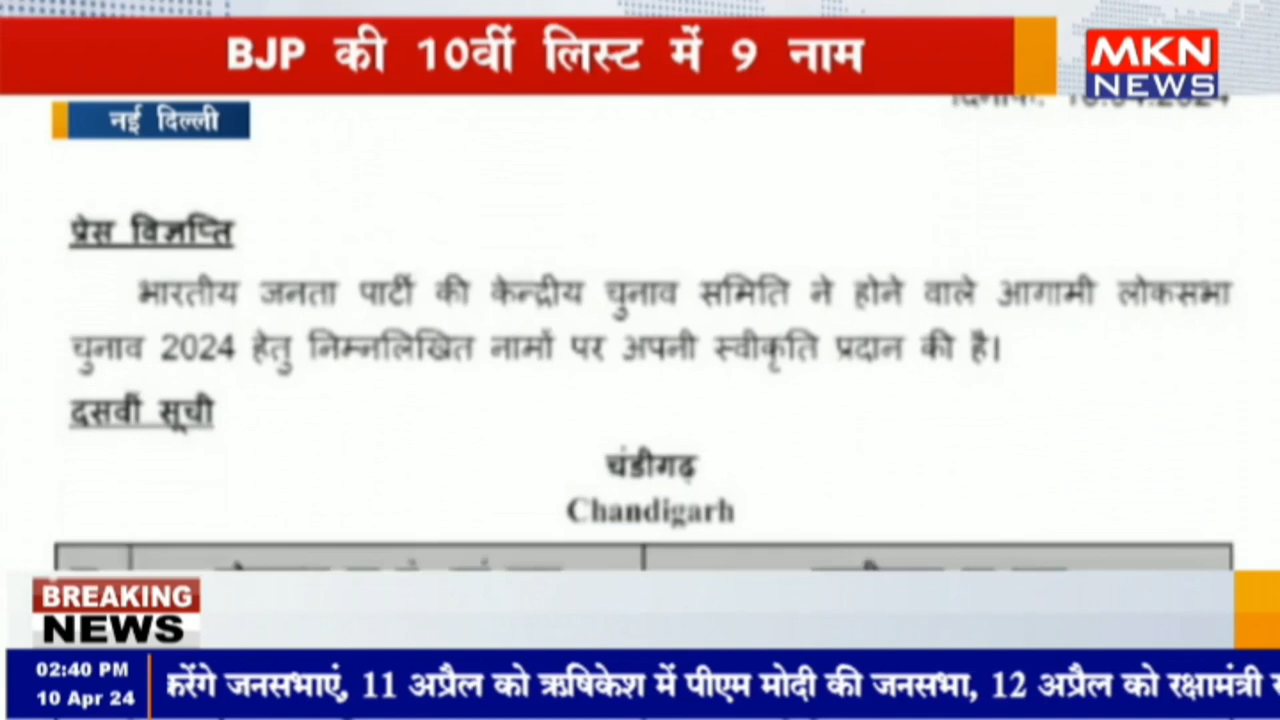 BJP की 10वीं लिस्ट में 9 नाम
MKN
NEWS
नई दिल्ली
प्रेस विज्ञप्ति
भारतीय जनता पार्टी की केन्द्रीय चुनाव समिति ने होने वाले आगामी लोकसभा
चुनाव 2024 हेतु निम्नलिखित नामों पर अपनी स्वीकृति प्रदान की है।
दसवीं सूची
चंडीगढ़
Chandigarh
BREAKING
NEWS
02:40 PM
10 Apr 24
करेंगे जनसभाएं, 11 अप्रैल को ऋषिकेश में पीएम मोदी की जनसभा, 12 अप्रैल को रक्षामंत्री